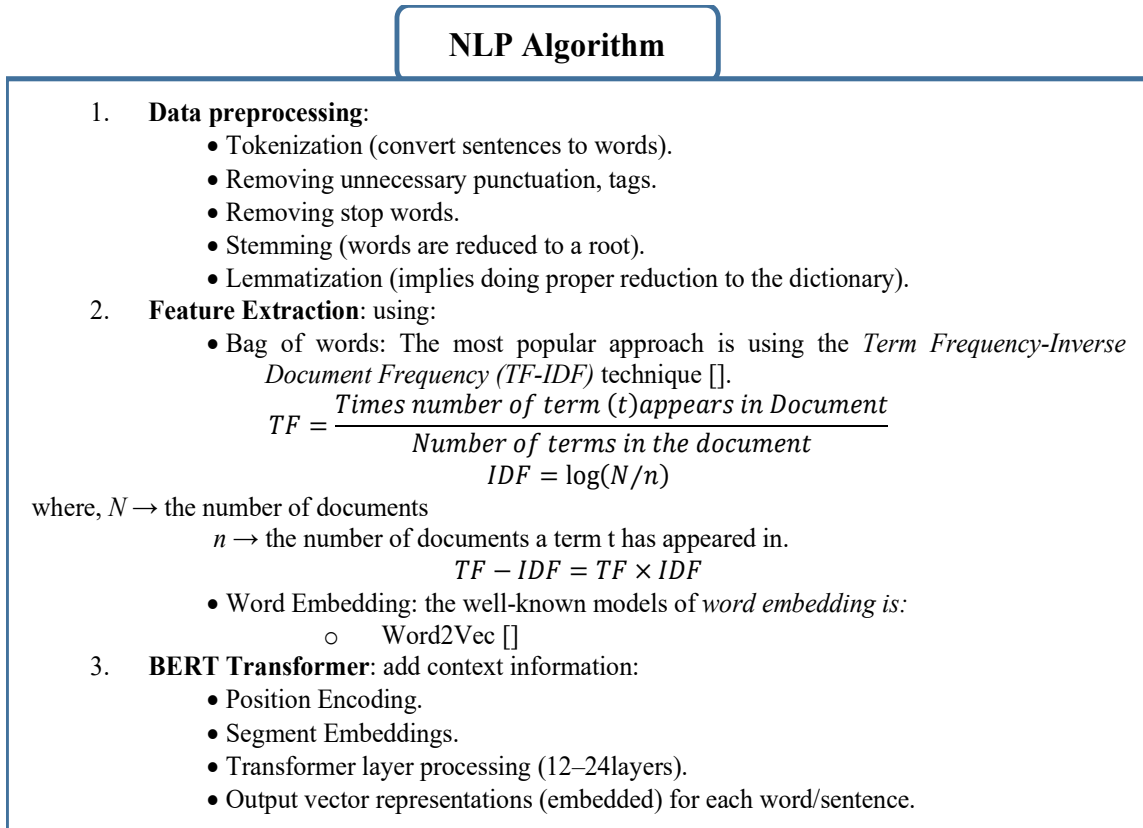 NLP Algorithm
1. Data preprocessing:
• Tokenization (convert sentences to words).
• Removing unnecessary punctuation, tags.
• Removing stop words.
• Stemming (words are reduced to a root).
• Lemmatization (implies doing proper reduction to the dictionary).
2. Feature Extraction: using:
• Bag of words: The most popular approach is using the Term Frequency-Inverse
Document Frequency (TF-IDF) technique [].
TF = Times number of term (t)appears in Document / Number of terms in the document
IDF = log(N/n)
where, N → the number of documents
n → the number of documents a term t has appeared in.
TF − IDF = TF × IDF
• Word Embedding: the well-known models of word embedding is:
○ Word2Vec []
3. BERT Transformer: add context information:
• Position Encoding.
• Segment Embeddings.
• Transformer layer processing (12–24layers).
• Output vector representations (embedded) for each word/sentence.